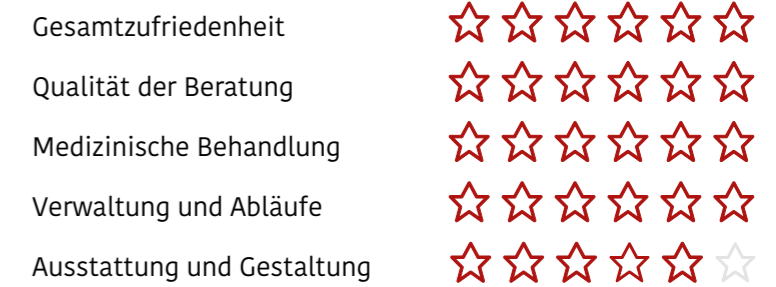 Gesamtzufriedenheit
Qualität der Beratung
Medizinische Behandlung
Verwaltung und Abläufe
Ausstattung und Gestaltung